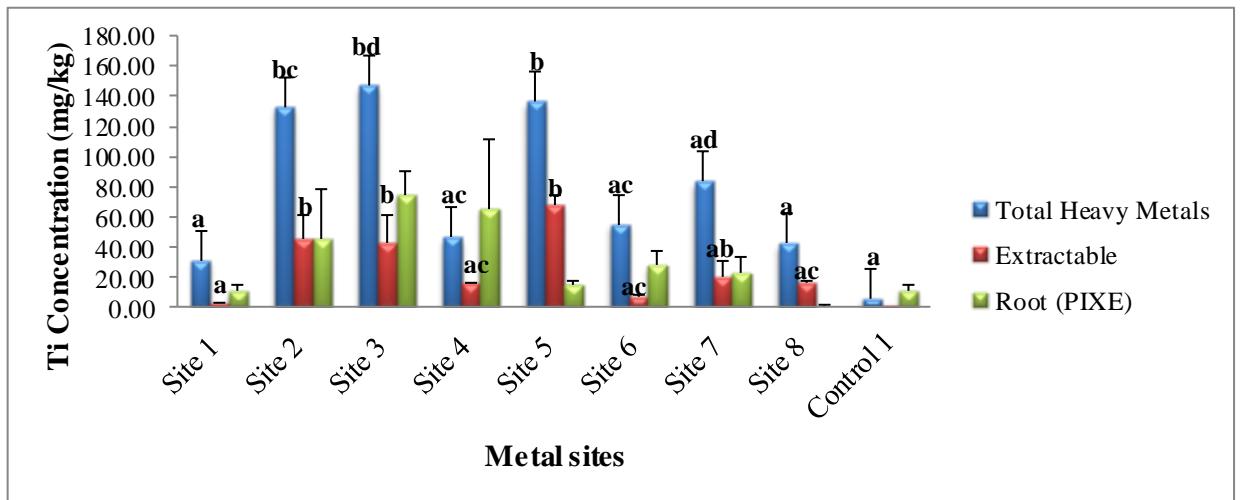 Ti Concentration (mg/kg)
180.00
160.00
140.00
120.00
100.00
80.00
60.00
40.00
20.00
0.00
a
a
bc
b
bd
b
ac
ac
b
b
ac
ac
ad
ab
a
ac
a
Site 1
Site 2
Site 3
Site 4
Site 5
Site 6
Site 7
Site 8
Control 1
Metal sites
Total Heavy Metals
Extractable
Root (PIXE)